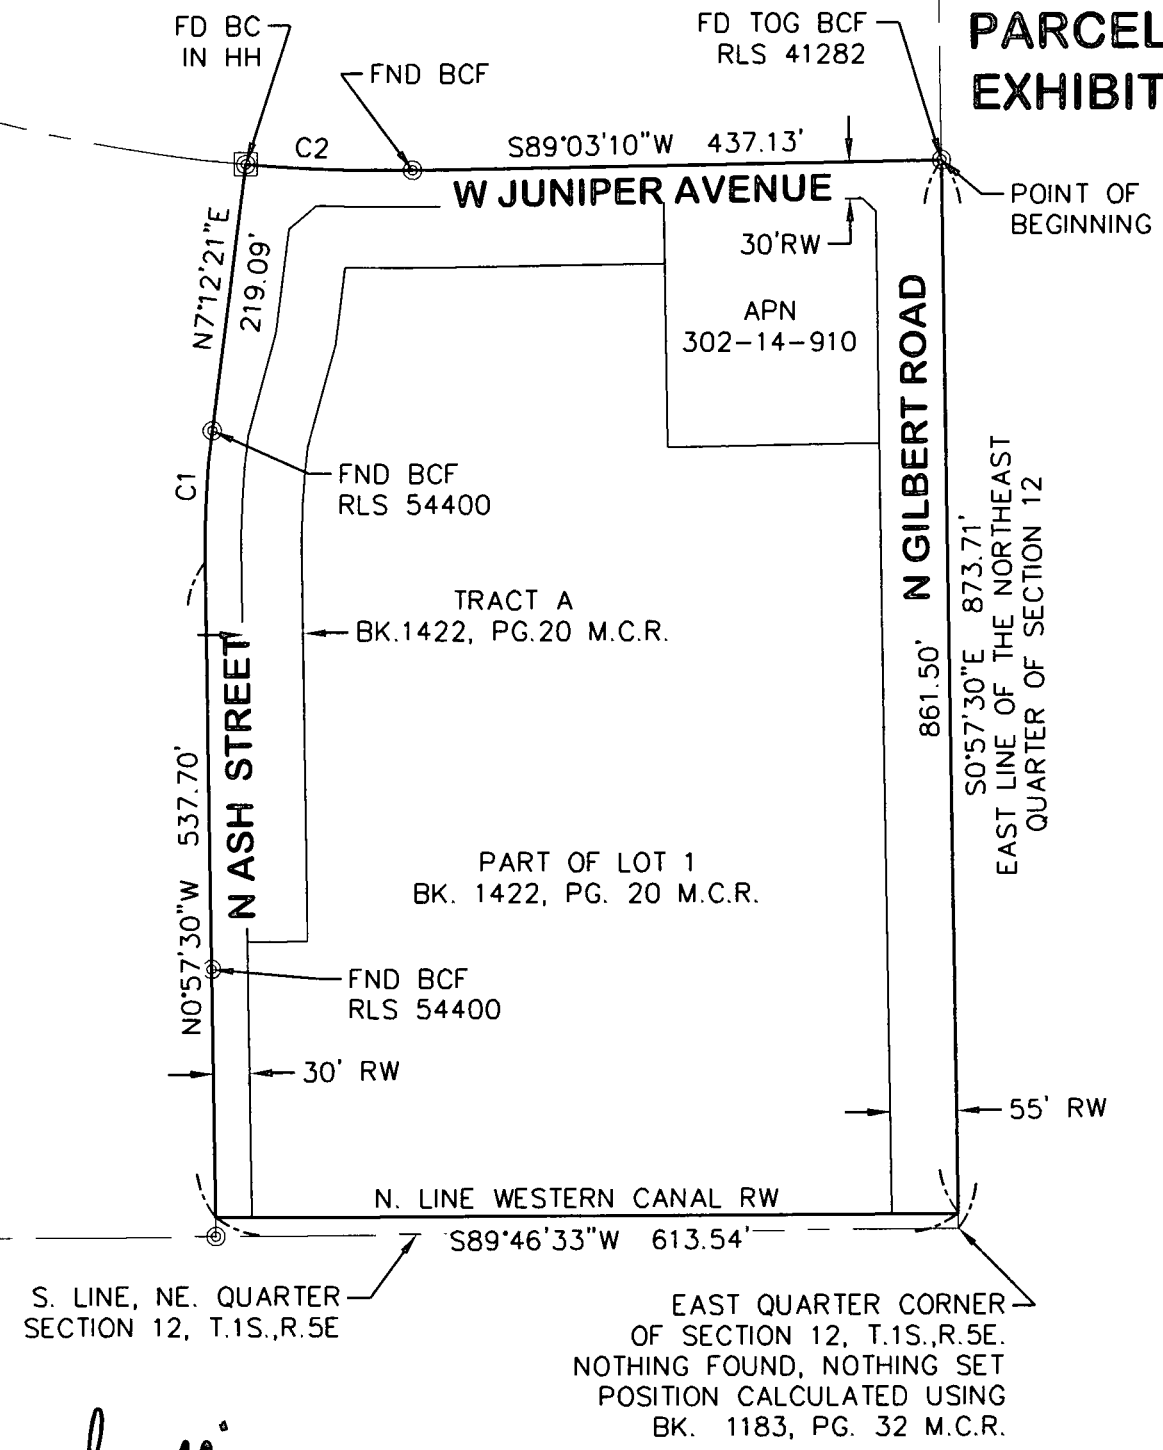 PARCEL
EXHIBIT
FD BC
IN HH
FND BCF
FD TOG BCF
RLS 41282
C2
S89°03'10"W 437.13'
W JUNIPER AVENUE
POINT OF
BEGINNING
30'RW
N7°12'21"E
219.09'
APN
302-14-910
N GILBERT ROAD
C1
FND BCF
RLS 54400
TRACT A
BK.1422, PG.20 M.C.R.
861.50'
S0°57'30"E 873.71'
EAST LINE OF THE NORTHEAST
QUARTER OF SECTION 12
N ASH STREET
N0°57'30"W 537.70'
PART OF LOT 1
BK. 1422, PG. 20 M.C.R.
FND BCF
RLS 54400
30' RW
55' RW
N. LINE WESTERN CANAL RW
S89°46'33"W 613.54'
S. LINE, NE. QUARTER
SECTION 12, T.1S.,R.5E
EAST QUARTER CORNER
OF SECTION 12, T.1S.,R.5E.
NOTHING FOUND, NOTHING SET
POSITION CALCULATED USING
BK. 1183, PG. 32 M.C.R.